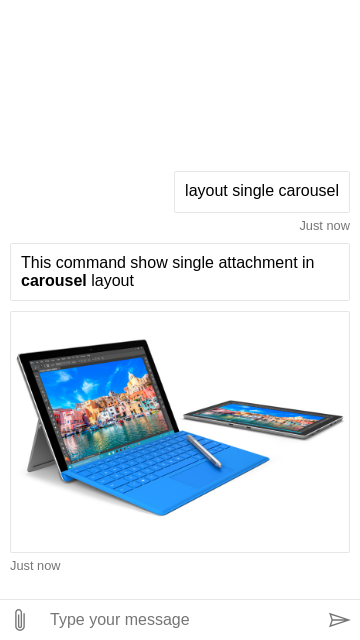 layout single carousel
Just now
This command show single attachment in
carousel layout
Just now
Type your message